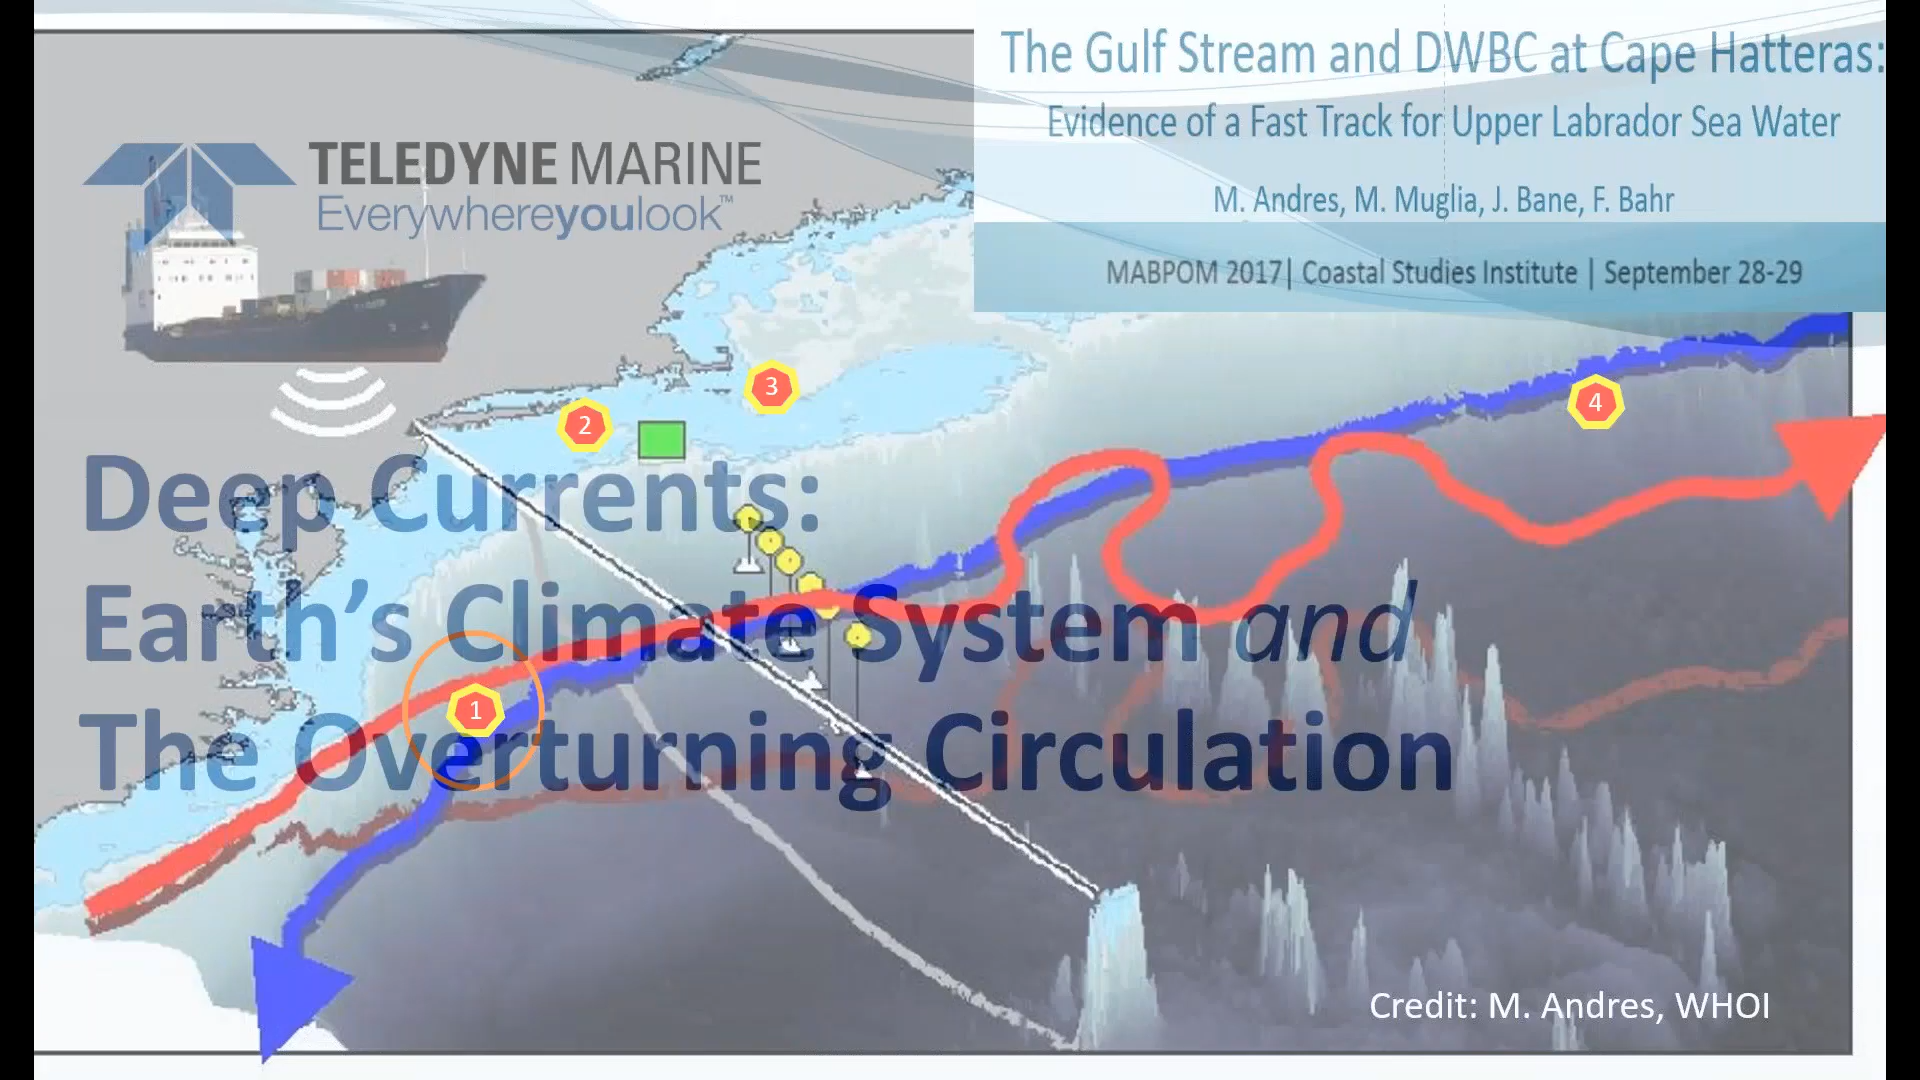 The Gulf Stream and DWBC at Cape Hatteras:
Evidence of a Fast Track for Upper Labrador Sea Water
M. Andres, M. Muglia, J. Bane, F. Bahr
MABPOM 2017| Coastal Studies Institute | September 28-29
TELEDYNE MARINE
Everywhereyoulook™
3
4
2
Deep Currents:
Earth's Climate System and
1
The Overturning Circulation
Credit: M. Andres, WHOI